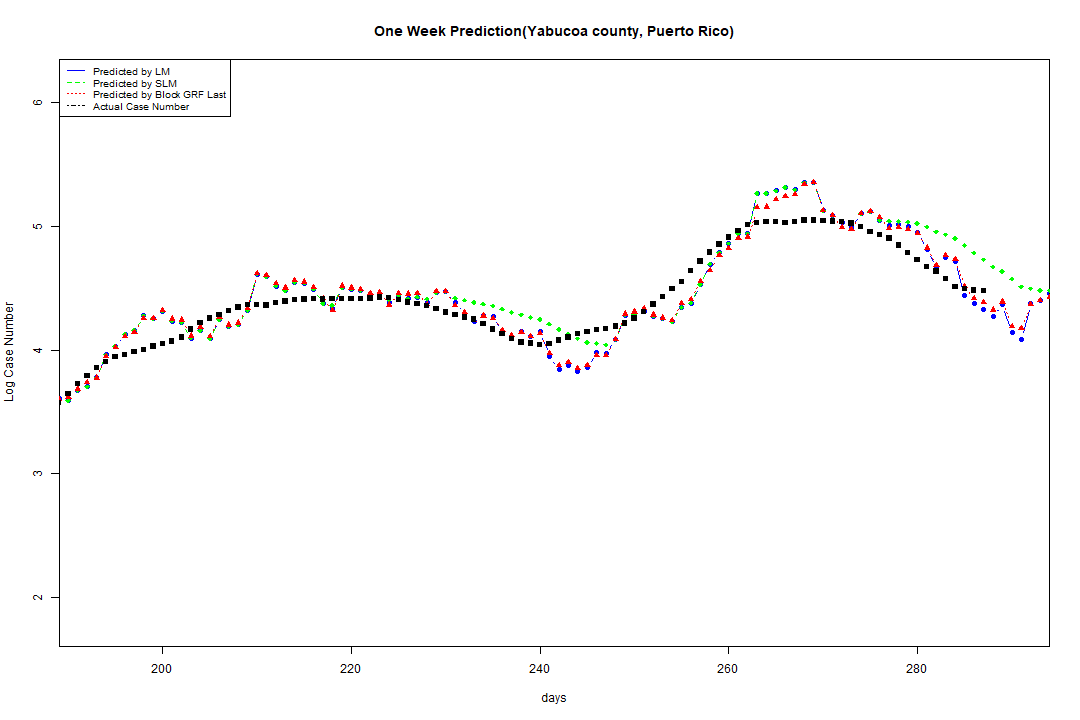 One Week Prediction(Yabucoa county, Puerto Rico)
Predicted by LM
Predicted by SLM
Predicted by Block GRF Last
Actual Case Number
6
5
4
3
2
Log Case Number
200 220 240 260 280
days